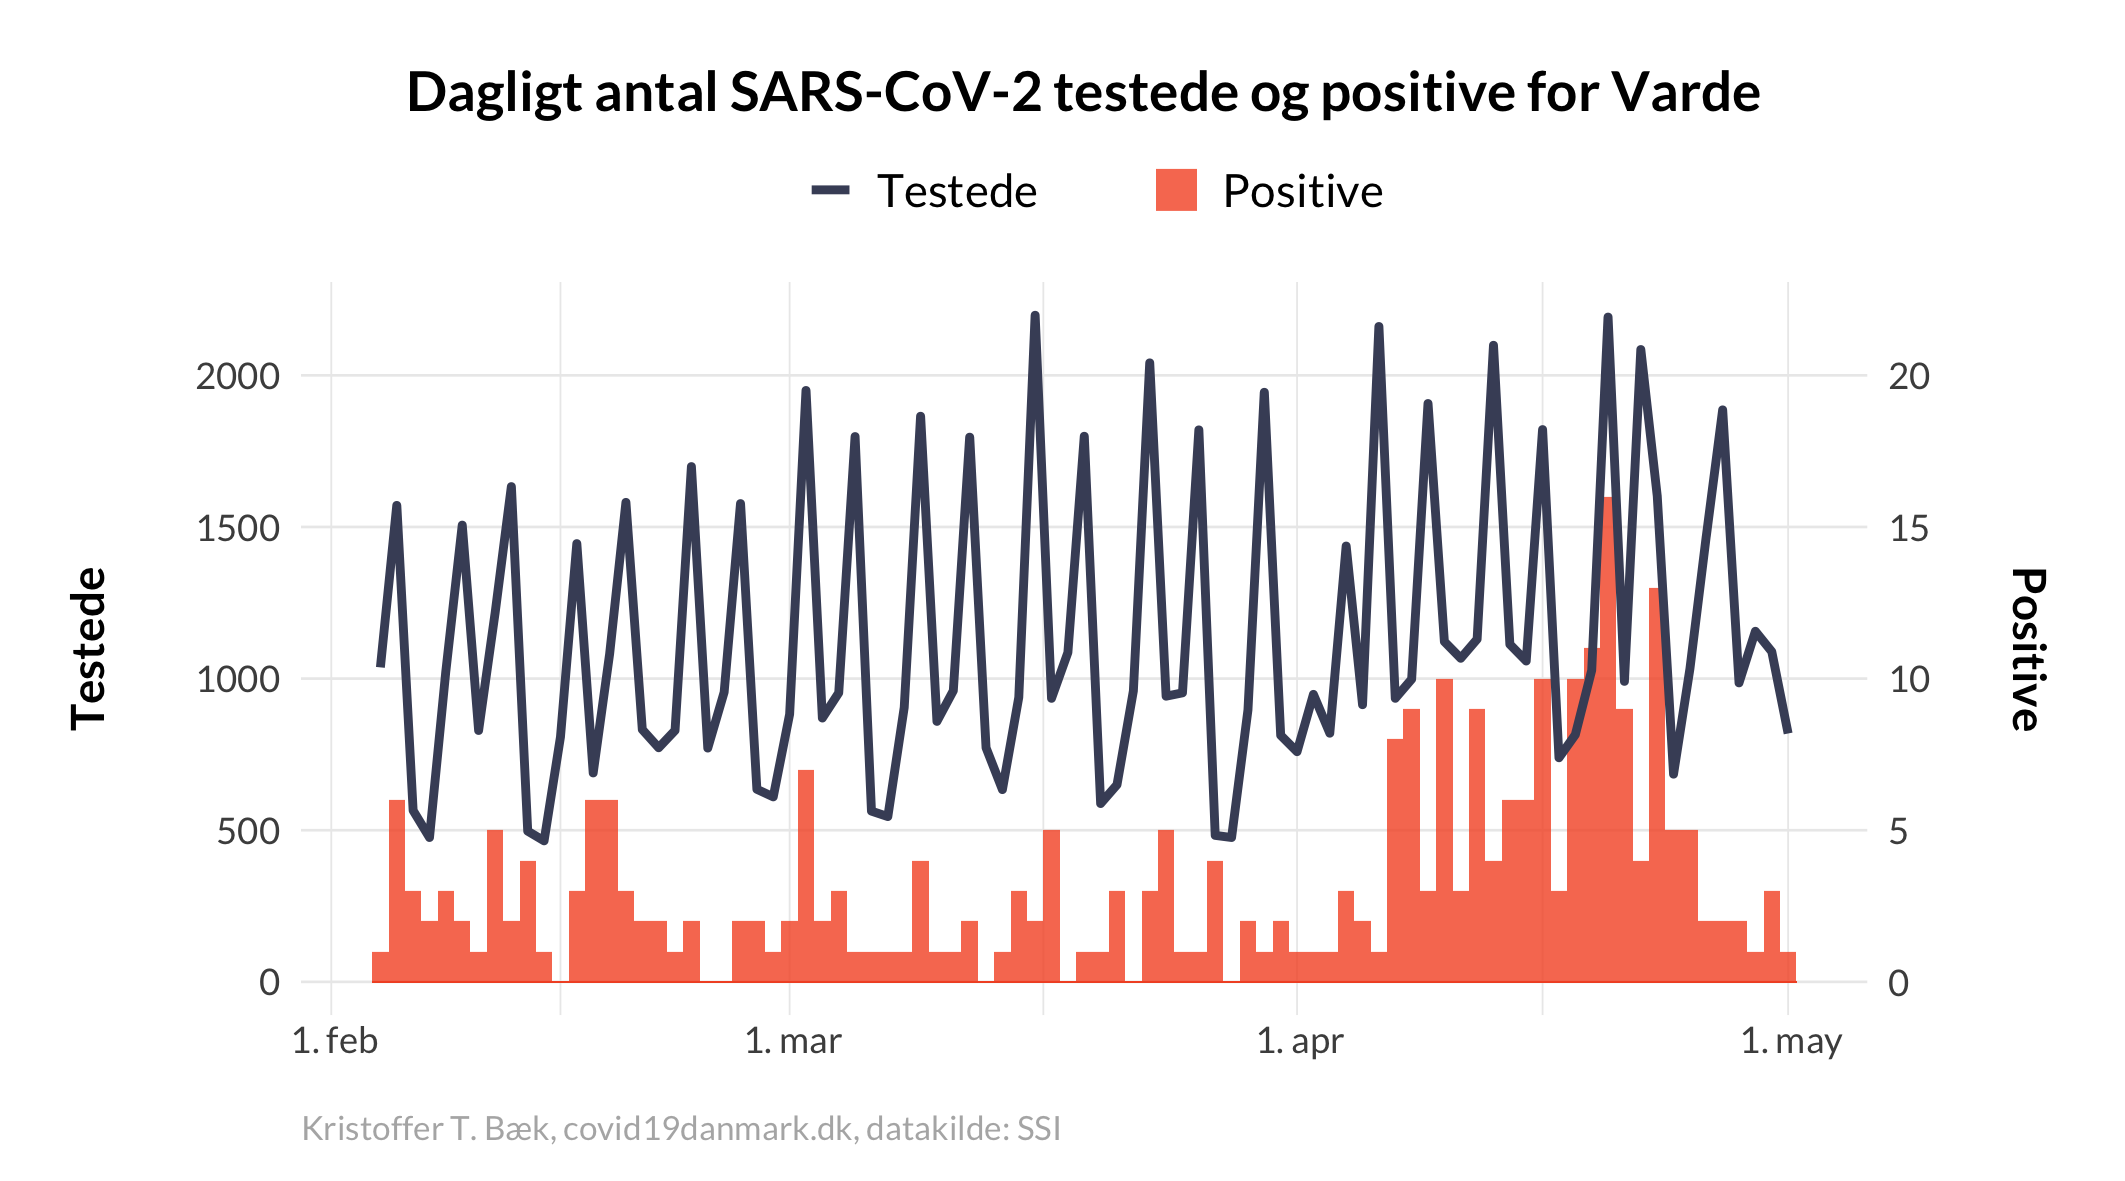 Dagligt antal SARS-CoV-2 testede og positive for Varde
Testede
Positive
2000
1500
1000
500
0
20
15
10
5
0
Testede
Positive
1. feb
1. mar
1. apr
1. may
Kristoffer T. Bæk, covid19danmark.dk, datakilde: SSI